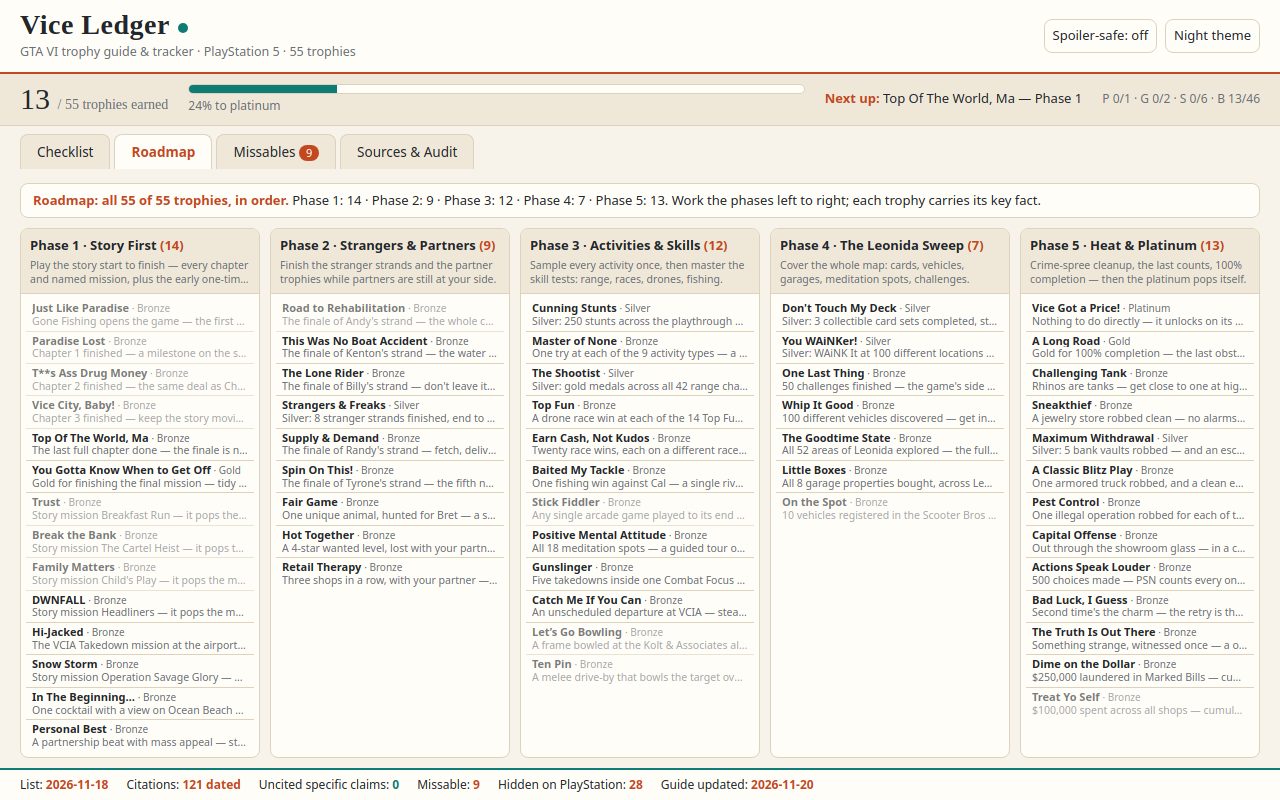 Vice Ledger
GTA VI trophy guide & tracker · PlayStation 5 · 55 trophies
Spoiler-safe: off
Night theme
13 / 55 trophies earned
24% to platinum
Next up: Top Of The World, Ma — Phase 1
P 0/1 · G 0/2 · S 0/6 · B 13/46
Checklist
Roadmap
Missables 9
Sources & Audit
Roadmap: all 55 of 55 trophies, in order. Phase 1: 14 · Phase 2: 9 · Phase 3: 12 · Phase 4: 7 · Phase 5: 13. Work the phases left to right; each trophy carries its key fact.
Phase 1 · Story First (14)
Play the story start to finish — every chapter
and named mission, plus the early one-tim...
Just Like Paradise · Bronze
Gone Fishing opens the game — the first ...
Paradise Lost · Bronze
Chapter 1 finished — a milestone on the s...
T**s Ass Drug Money · Bronze
Chapter 2 finished — the same deal as Ch...
Vice City, Baby! · Bronze
Chapter 3 finished — keep the story movi...
Top Of The World, Ma · Bronze
The last full chapter done — the finale is n...
You Gotta Know When to Get Off · Gold
Gold for finishing the final mission — tidy ...
Trust · Bronze
Story mission Breakfast Run — it pops the...
Break the Bank · Bronze
Story mission The Cartel Heist — it pops t...
Family Matters · Bronze
Story mission Child's Play — it pops the m...
DWNFALL · Bronze
Story mission Headliners — it pops the m...
Hi-Jacked · Bronze
The VCIA Takedown mission at the airport...
Snow Storm · Bronze
Story mission Operation Savage Glory — ...
In The Beginning... · Bronze
One cocktail with a view on Ocean Beach ...
Personal Best · Bronze
A partnership beat with mass appeal — st...
Phase 2 · Strangers & Partners (9)
Finish the stranger strands and the partner
trophies while partners are still at your side.
Road to Rehabilitation · Bronze
The finale of Andy's strand — the whole c...
This Was No Boat Accident · Bronze
The finale of Kenton's strand — the water ...
The Lone Rider · Bronze
The finale of Billy's strand — don't leave it...
Strangers & Freaks · Silver
Silver: 8 stranger strands finished, end to ...
Supply & Demand · Bronze
The finale of Randy's strand — fetch, deliv...
Spin On This! · Bronze
The finale of Tyrone's strand — the fifth n...
Fair Game · Bronze
One unique animal, hunted for Bret — a s...
Hot Together · Bronze
A 4-star wanted level, lost with your partn...
Retail Therapy · Bronze
Three shops in a row, with your partner —...
Phase 3 · Activities & Skills (12)
Sample every activity once, then master the
skill tests: range, races, drones, fishing.
Cunning Stunts · Silver
Silver: 250 stunts across the playthrough ...
Master of None · Bronze
One try at each of the 9 activity types — a ...
The Shootist · Silver
Silver: gold medals across all 42 range cha...
Top Fun · Bronze
A drone race win at each of the 14 Top Fu...
Earn Cash, Not Kudos · Bronze
Twenty race wins, each on a different race...
Baited My Tackle · Bronze
One fishing win against Cal — a single riv...
Stick Fiddler · Bronze
Any single arcade game played to its end ...
Positive Mental Attitude · Bronze
All 18 meditation spots — a guided tour o...
Gunslinger · Bronze
Five takedowns inside one Combat Focus ...
Catch Me If You Can · Bronze
An unscheduled departure at VCIA — stea...
Let's Go Bowling · Bronze
A frame bowled at the Kolt & Associates al...
Ten Pin · Bronze
A melee drive-by that bowls the target ov...
Phase 4 · The Leonida Sweep (7)
Cover the whole map: cards, vehicles,
garages, meditation spots, challenges.
Don't Touch My Deck · Silver
Silver: 3 collectible card sets completed, st...
You WAiNKer! · Silver
Silver: WAiNK It at 100 different locations ...
One Last Thing · Bronze
50 challenges finished — the game's side ...
Whip It Good · Bronze
100 different vehicles discovered — get in...
The Goodtime State · Bronze
All 52 areas of Leonida explored — the full...
Little Boxes · Bronze
All 8 garage properties bought, across Le...
On the Spot · Bronze
10 vehicles registered in the Scooter Bros ...
Phase 5 · Heat & Platinum (13)
Crime-spree cleanup, the last counts, 100%
completion — then the platinum pops itself.
Vice Got a Price! · Platinum
Nothing to do directly — it unlocks on its ...
A Long Road · Gold
Gold for 100% completion — the last obst...
Challenging Tank · Bronze
Rhinos are tanks — get close to one at hig...
Sneakthief · Bronze
A jewelry store robbed clean — no alarms...
Maximum Withdrawal · Silver
Silver: 5 bank vaults robbed — and an esc...
A Classic Blitz Play · Bronze
One armored truck robbed, and a clean e...
Pest Control · Bronze
One illegal operation robbed for each of t...
Capital Offense · Bronze
Out through the showroom glass — in a c...
Actions Speak Louder · Bronze
500 choices made — PSN counts every on...
Bad Luck, I Guess · Bronze
Second time's the charm — the retry is th...
The Truth Is Out There · Bronze
Something strange, witnessed once — a o...
Dime on the Dollar · Bronze
$250,000 laundered in Marked Bills — cu...
Treat Yo Self · Bronze
$100,000 spent across all shops — cumul...
List: 2026-11-18
Citations: 121 dated
Uncited specific claims: 0
Missable: 9
Hidden on PlayStation: 28
Guide updated: 2026-11-20